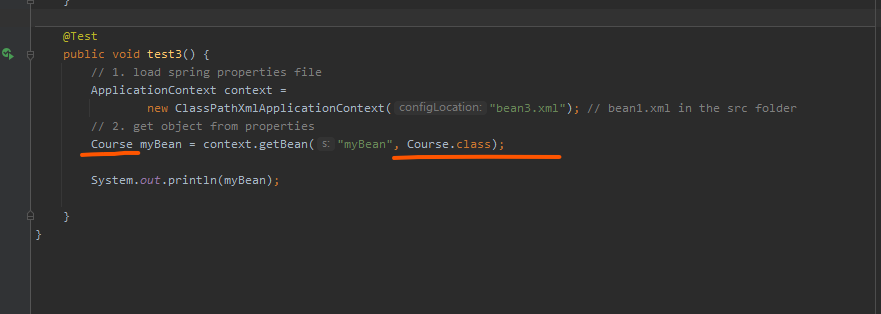 }
@Test
public void test3() {
// 1. load spring properties file
ApplicationContext context =
new ClassPathXmlApplicationContext( configLocation: "bean3.xml"); // bean1.xml in the src folder
// 2. get object from properties
Course myBean = context.getBean( s: "myBean", Course.class);
System.out.println(myBean);
}
}